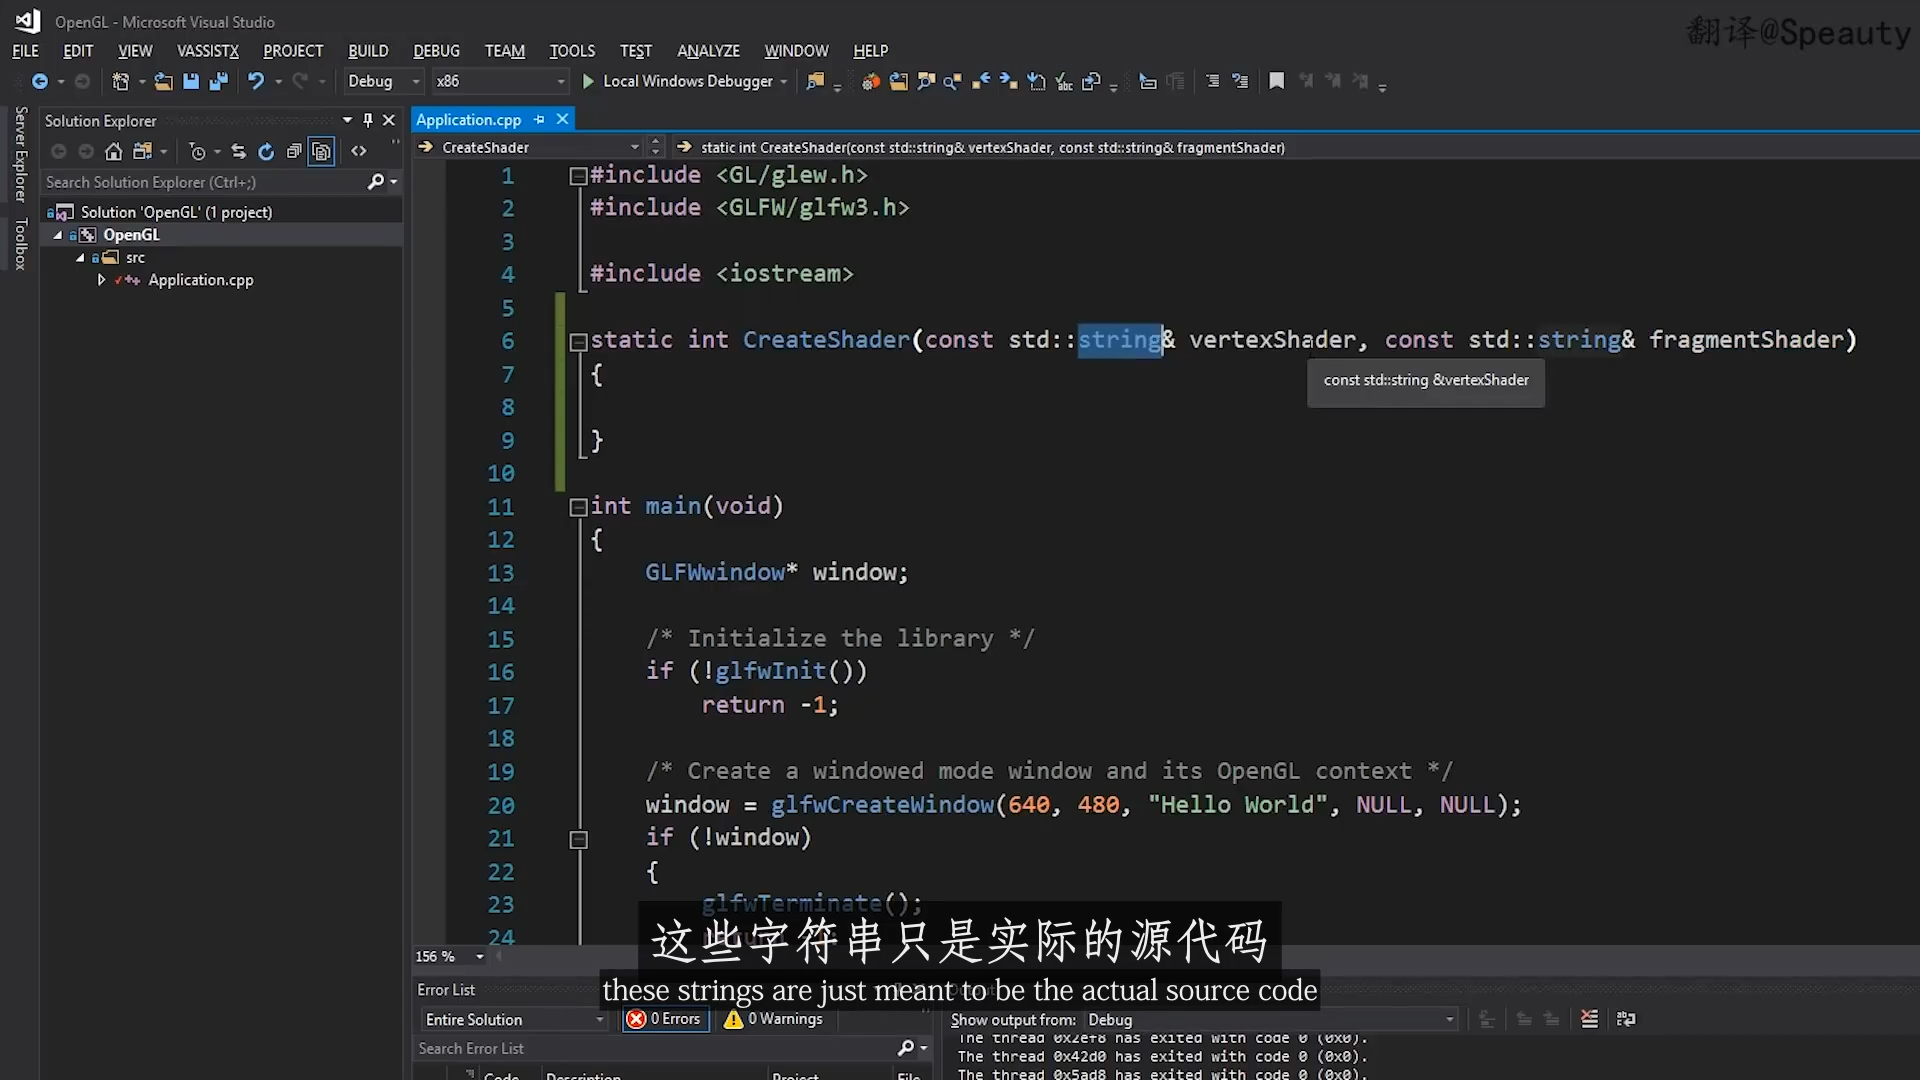 OpenGL - Microsoft Visual Studio
翻译@Speauty
FILE EDIT VIEW VASSISTX PROJECT BUILD DEBUG TEAM TOOLS TEST ANALYZE WINDOW HELP
Debug x86 Local Windows Debugger
Server Explorer
Toolbox
Solution Explorer
Search Solution Explorer (Ctrl+;)
Solution 'OpenGL' (1 project)
OpenGL
src
Application.cpp
Application.cpp
CreateShader static int CreateShader(const std::string& vertexShader, const std::string& fragmentShader)
1 #include <GL/glew.h>
2 #include <GLFW/glfw3.h>
3
4 #include <iostream>
5
6 static int CreateShader(const std::string& vertexShader, const std::string& fragmentShader)
const std::string &vertexShader
7 {
8
9 }
10
11 int main(void)
12 {
13 GLFWwindow* window;
14
15 /* Initialize the library */
16 if (!glfwInit())
17 return -1;
18
19 /* Create a windowed mode window and its OpenGL context */
20 window = glfwCreateWindow(640, 480, "Hello World", NULL, NULL);
21 if (!window)
22 {
23 glfwTerminate();
24
这些字符串只是实际的源代码
these strings are just meant to be the actual source code
156 %
Error List
Entire Solution 0 Errors 0 Warnings
Search Error List
Code Description Project File
Show output from: Debug
The thread 0x2ef8 has exited with code 0 (0x0).
The thread 0x42d0 has exited with code 0 (0x0).
The thread 0x5ad8 has exited with code 0 (0x0).